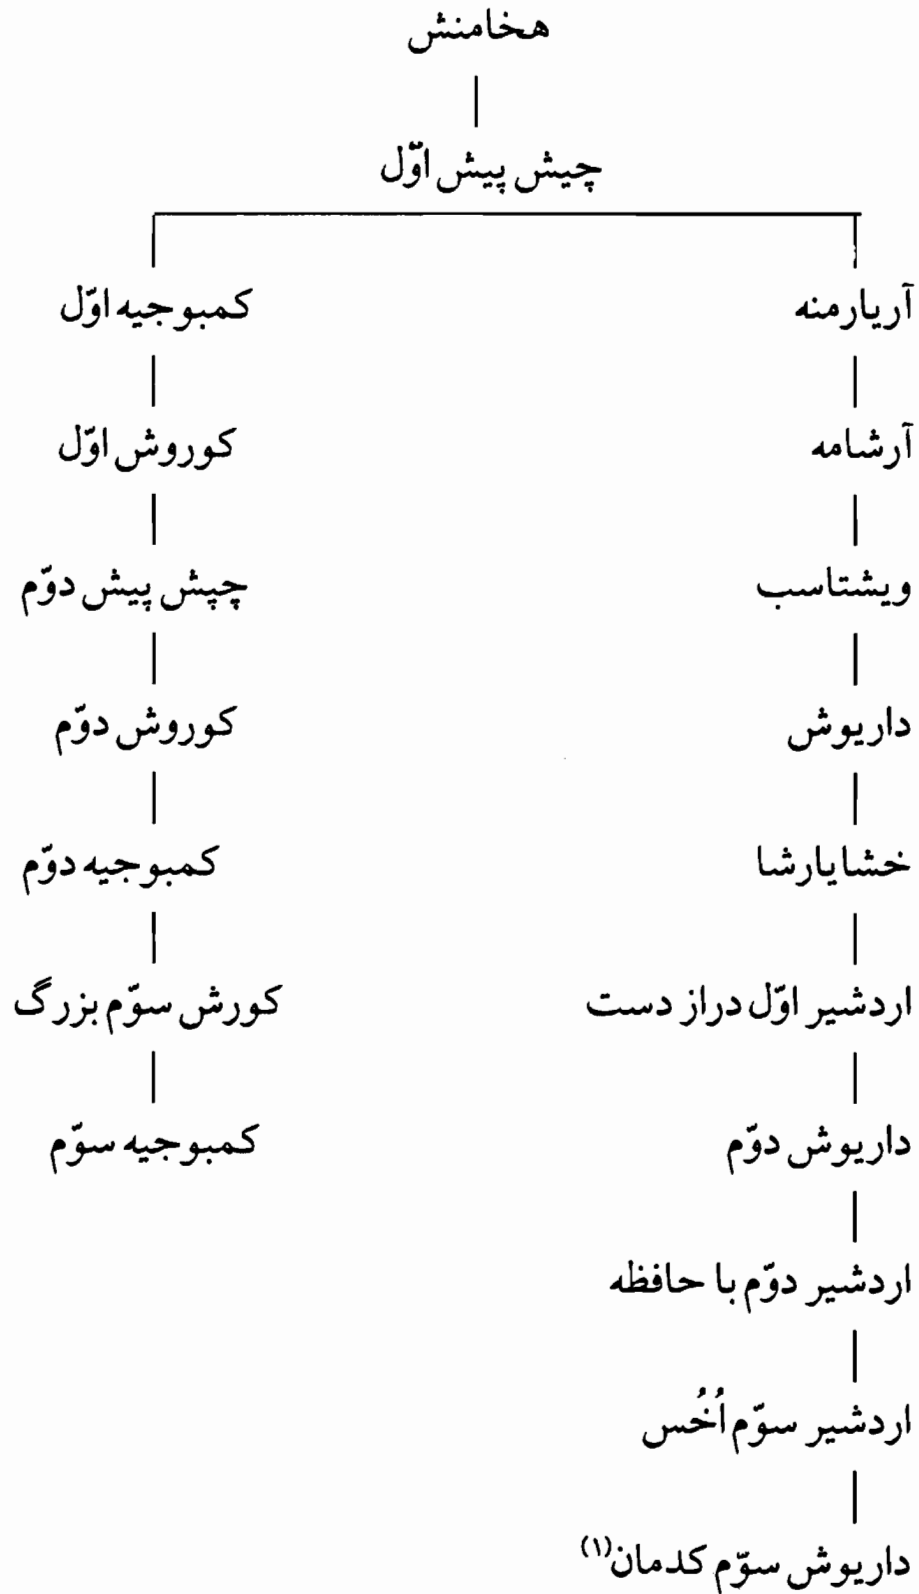 هخامنش
چیش پیش اوّل
آریارمنه
کمبوجیه اوّل
آرشامه
کوروش اوّل
ویشتاسب
چپش پیش دوّم
داریوش
کوروش دوّم
خشایارشا
کمبوجیه دوّم
اردشیر اوّل دراز دست
کورش سوّم بزرگ
داریوش دوّم
کمبوجیه سوّم
اردشیر دوّم با حافظه
اردشیر سوّم اُخُس
داریوش سوّم کدمان(۱)